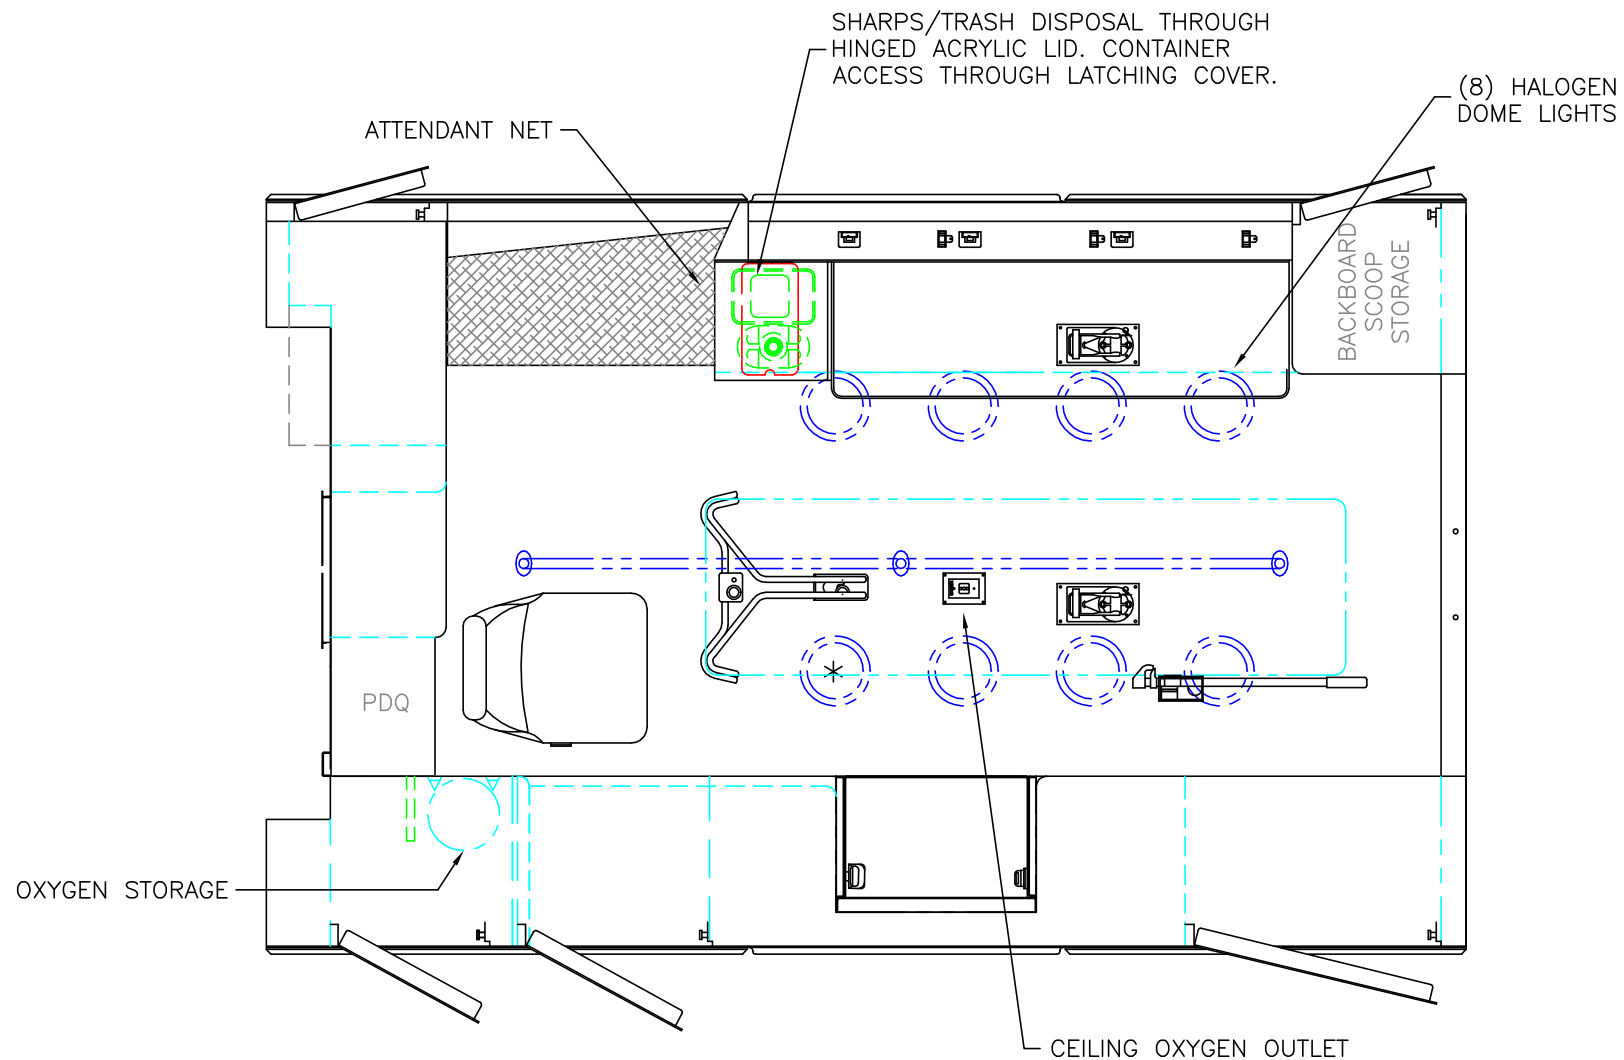 SHARPS/TRASH DISPOSAL THROUGH
HINGED ACRYLIC LID. CONTAINER
ACCESS THROUGH LATCHING COVER.
(8) HALOGEN
DOME LIGHTS
ATTENDANT NET
BACKBOARD
SCOOP
STORAGE
PDQ
OXYGEN STORAGE
CEILING OXYGEN OUTLET